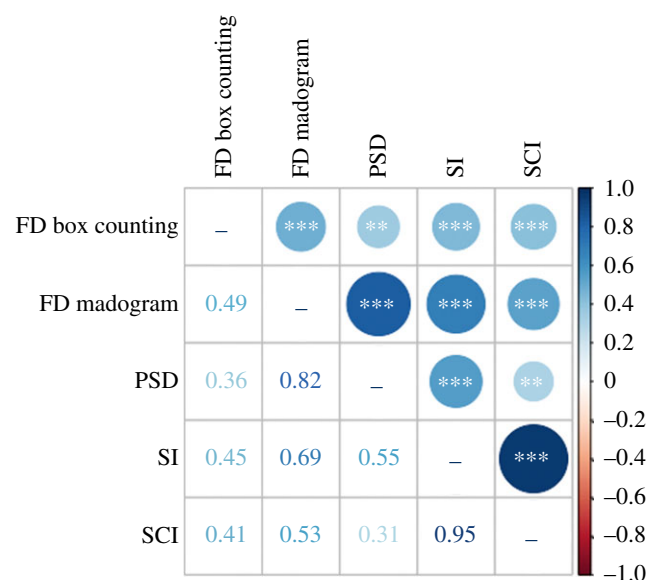 FD box counting
FD madogram
PSD
SI
SCI
FD box counting – *** ** *** ***
FD madogram 0.49 – *** *** ***
PSD 0.36 0.82 – *** **
SI 0.45 0.69 0.55 – ***
SCI 0.41 0.53 0.31 0.95 –
1.0
0.8
0.6
0.4
0.2
0
–0.2
–0.4
–0.6
–0.8
–1.0